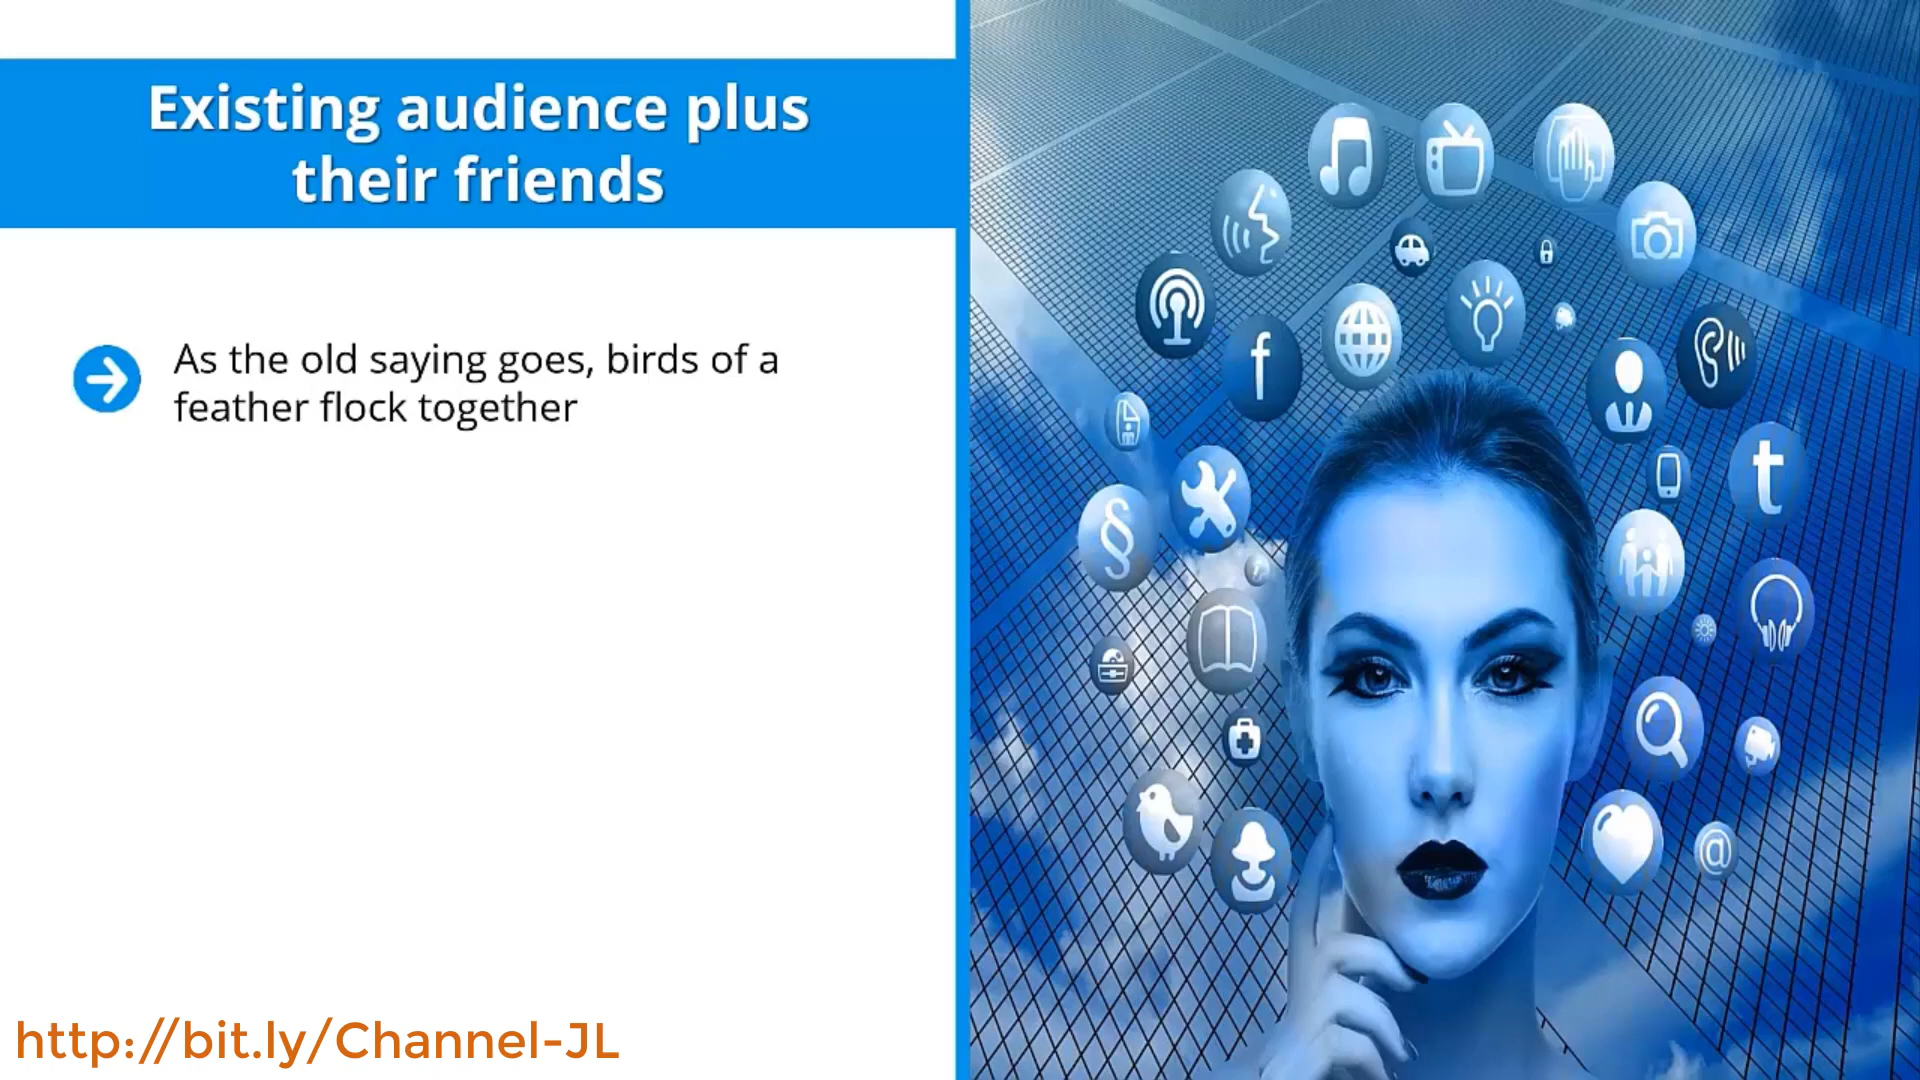 Existing audience plus
their friends
As the old saying goes, birds of a
feather flock together
f
t
§
@
http://bit.ly/Channel-JL